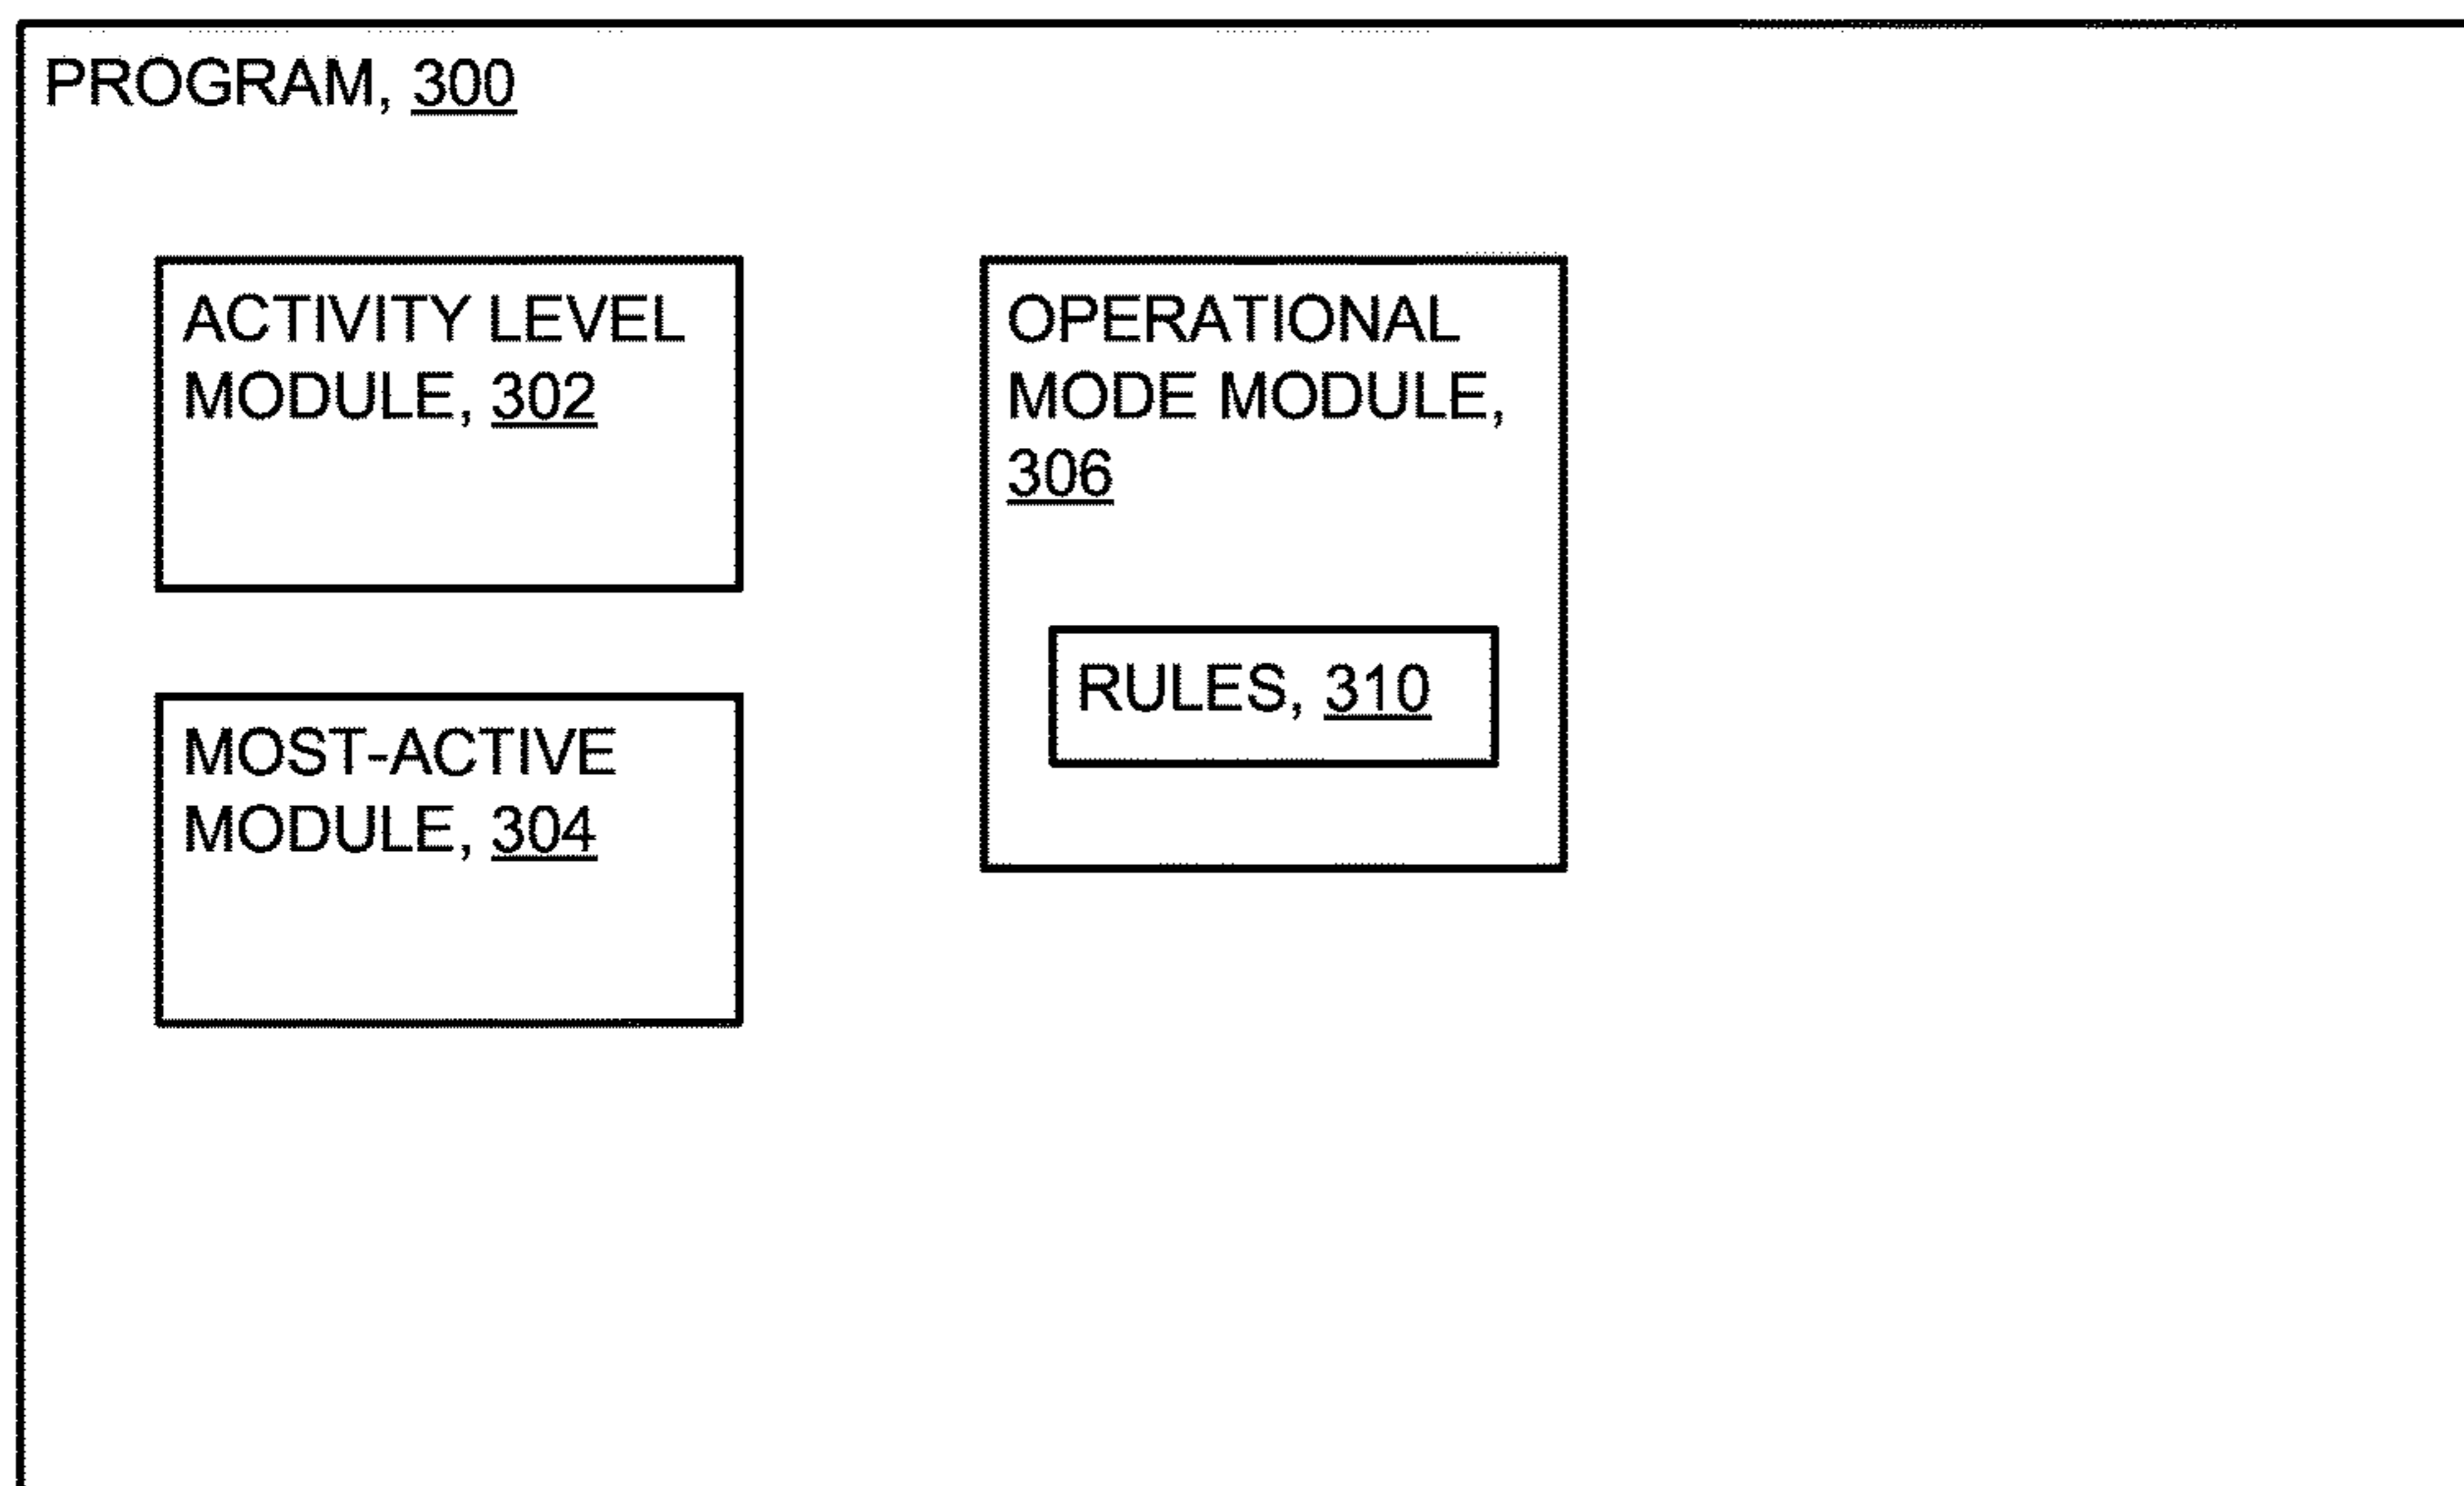 PROGRAM, 300
ACTIVITY LEVEL
MODULE, 302
MOST-ACTIVE
MODULE, 304
OPERATIONAL
MODE MODULE,
306
RULES, 310